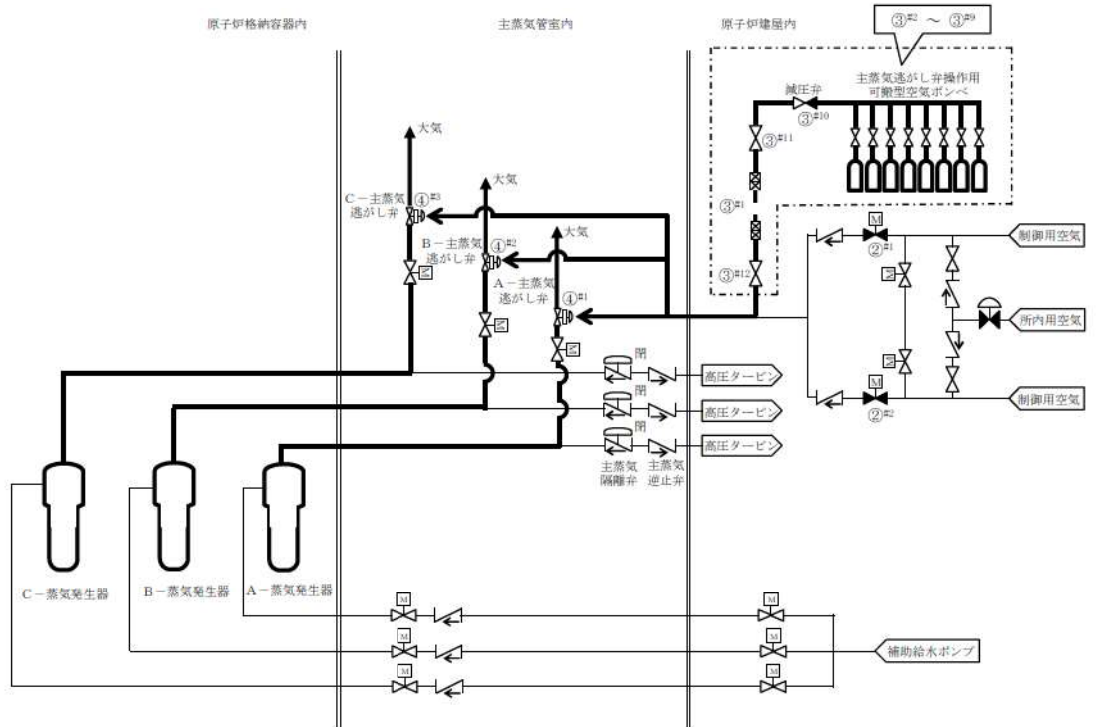 原子炉格納容器内
主蒸気管室内
原子炉建屋内
③#2 ～ ③#9
主蒸気逃がし弁操作用
可搬型空気ボンベ
減圧弁
③#10
③#11
③#1
③#12
大気
C－主蒸気
逃がし弁
④#3
大気
B－主蒸気
逃がし弁
④#2
大気
A－主蒸気
逃がし弁
④#1
M
M
M
M
②#1
制御用空気
M
所内用空気
M
M
②#2
制御用空気
閉
高圧タービン
閉
高圧タービン
閉
高圧タービン
主蒸気
隔離弁
主蒸気
逆止弁
C－蒸気発生器
B－蒸気発生器
A－蒸気発生器
M
M
M
M
補助給水ポンプ
M
M